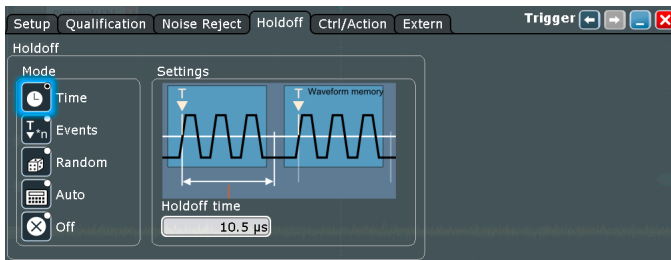 Setup Qualification Noise Reject Holdoff Ctrl/Action Extern Trigger
Holdoff
Mode Settings
Time
T Waveform memory
T
Events
T *n
Random
Auto
Off
Holdoff time
10.5 µs